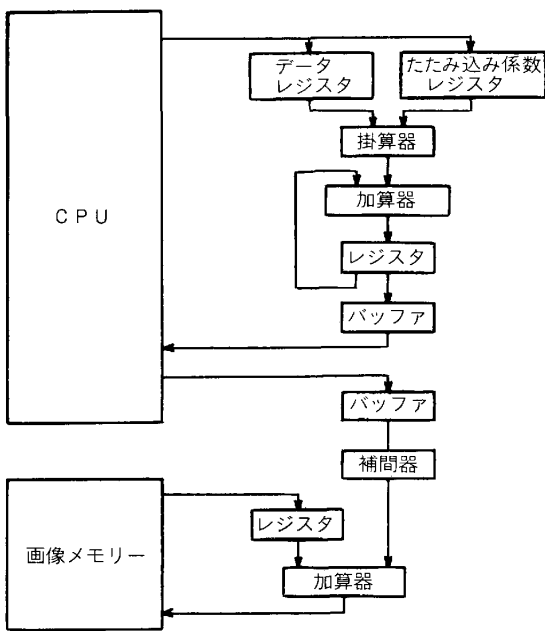 データ
レジスタ
たたみ込み係数
レジスタ
掛算器
加算器
CPU
レジスタ
バッファ
バッファ
補間器
レジスタ
画像メモリー
加算器